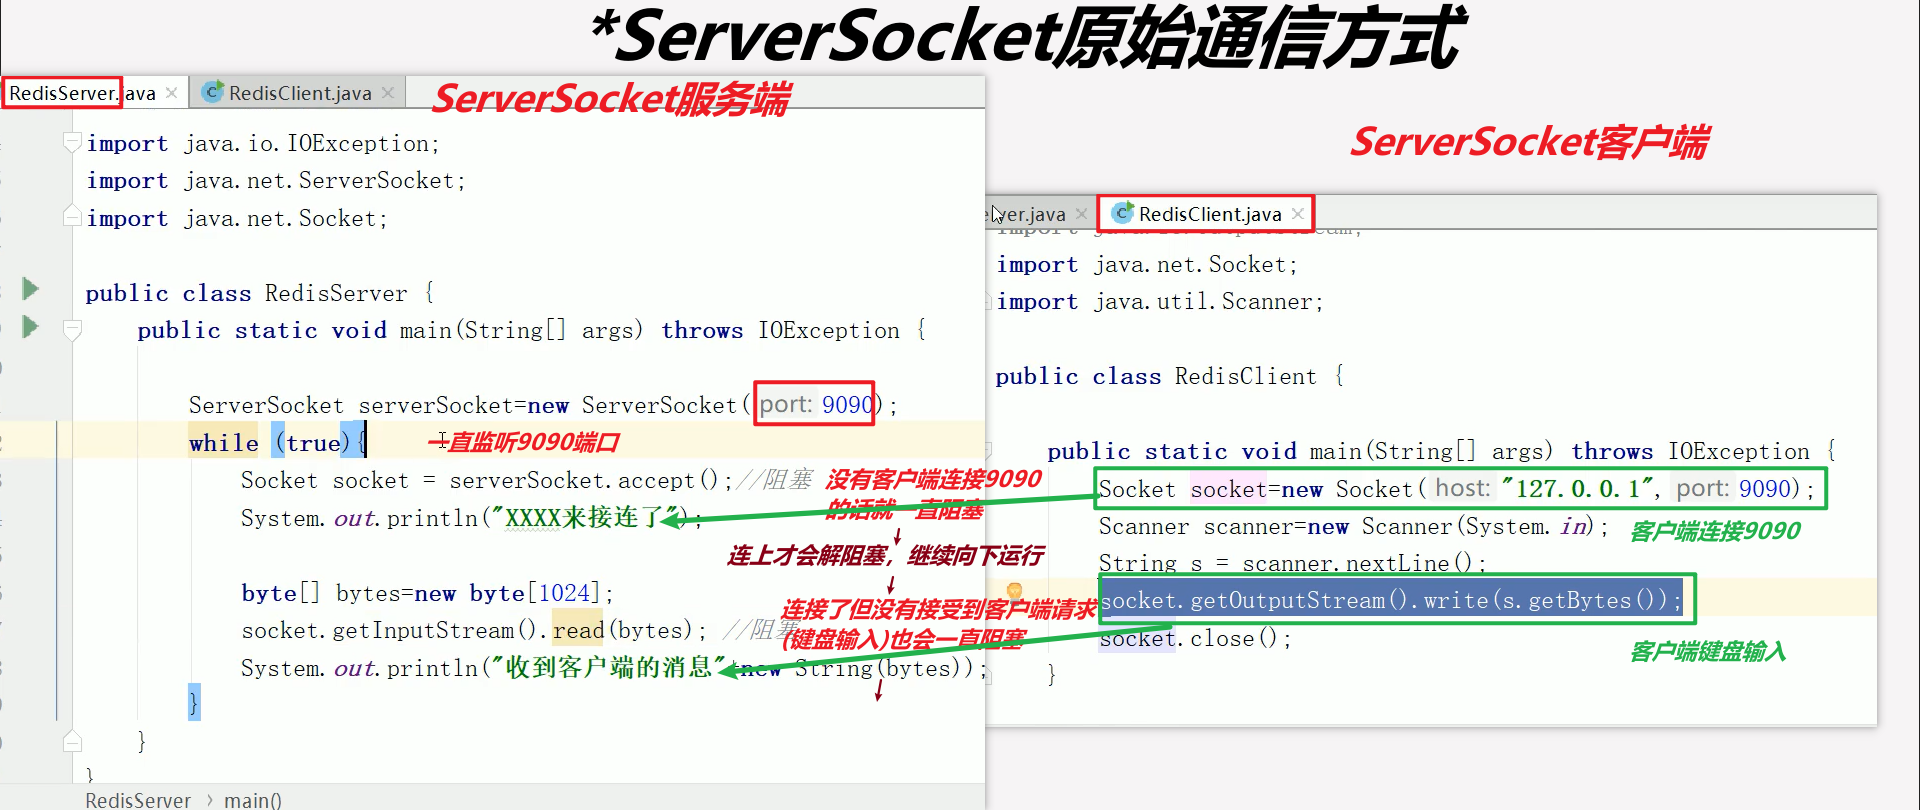 *ServerSocket原始通信方式
RedisServer.java
RedisClient.java
ServerSocket服务端
import java.io.IOException;
import java.net.ServerSocket;
import java.net.Socket;
public class RedisServer {
public static void main(String[] args) throws IOException {
ServerSocket serverSocket=new ServerSocket( port: 9090);
while (true){
一直监听9090端口
Socket socket = serverSocket.accept();//阻塞
没有客户端连接9090
的话就一直阻塞
System.out.println("XXXX来接连了");
连上才会解阻塞，继续向下运行
byte[] bytes=new byte[1024];
连接了但没有接受到客户端请求
(键盘输入)也会一直阻塞
socket.getInputStream().read(bytes); //阻塞
System.out.println("收到客户端的消息"+new String(bytes));
}
}
}
RedisServer › main()
ServerSocket客户端
erver.java
RedisClient.java
import java.net.Socket;
import java.util.Scanner;
public class RedisClient {
public static void main(String[] args) throws IOException {
Socket socket=new Socket( host: "127.0.0.1", port: 9090);
Scanner scanner=new Scanner(System.in);
客户端连接9090
String s = scanner.nextLine();
socket.getOutputStream().write(s.getBytes());
socket.close();
客户端键盘输入
}